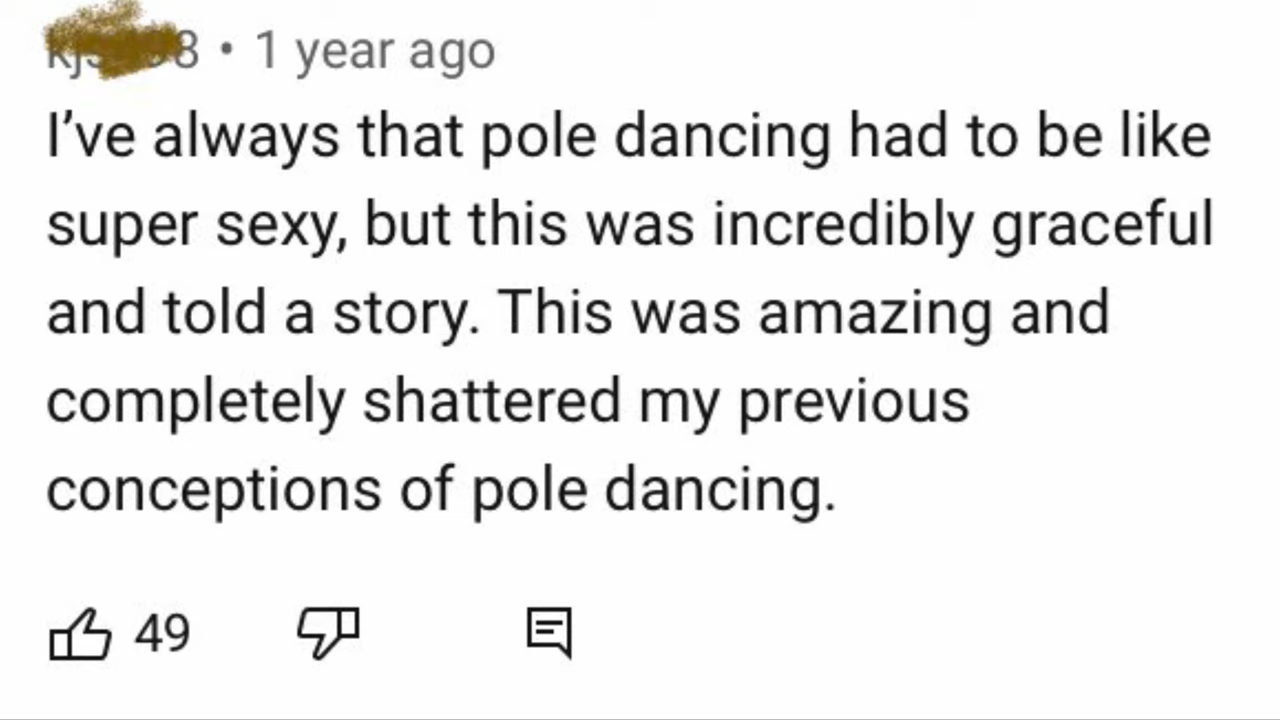 • 1 year ago
I’ve always that pole dancing had to be like
super sexy, but this was incredibly graceful
and told a story. This was amazing and
completely shattered my previous
conceptions of pole dancing.
49